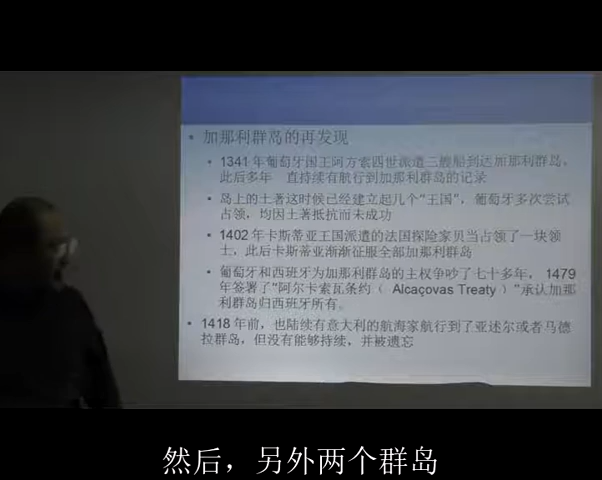 • 加那利群岛的再发现
• 1341 年葡萄牙国王阿方索四世派遣三艘船到达加那利群岛，
此后多年一直持续有航行到加那利群岛的记录
• 岛上的土著这时候已经建立起几个“王国”，葡萄牙多次尝试
占领，均因土著抵抗而未成功
• 1402 年卡斯蒂亚王国派遣的法国探险家贝当占领了一块领
土，此后卡斯蒂亚渐渐征服全部加那利群岛
• 葡萄牙和西班牙为加那利群岛的主权争吵了七十多年， 1479
年签署了“阿尔卡索瓦条约（ Alcaçovas Treaty ）”承认加那
利群岛归西班牙所有。
• 1418 年前，也陆续有意大利的航海家航行到了亚述尔或者马德
拉群岛，但没有能够持续，并被遗忘
然后，另外两个群岛